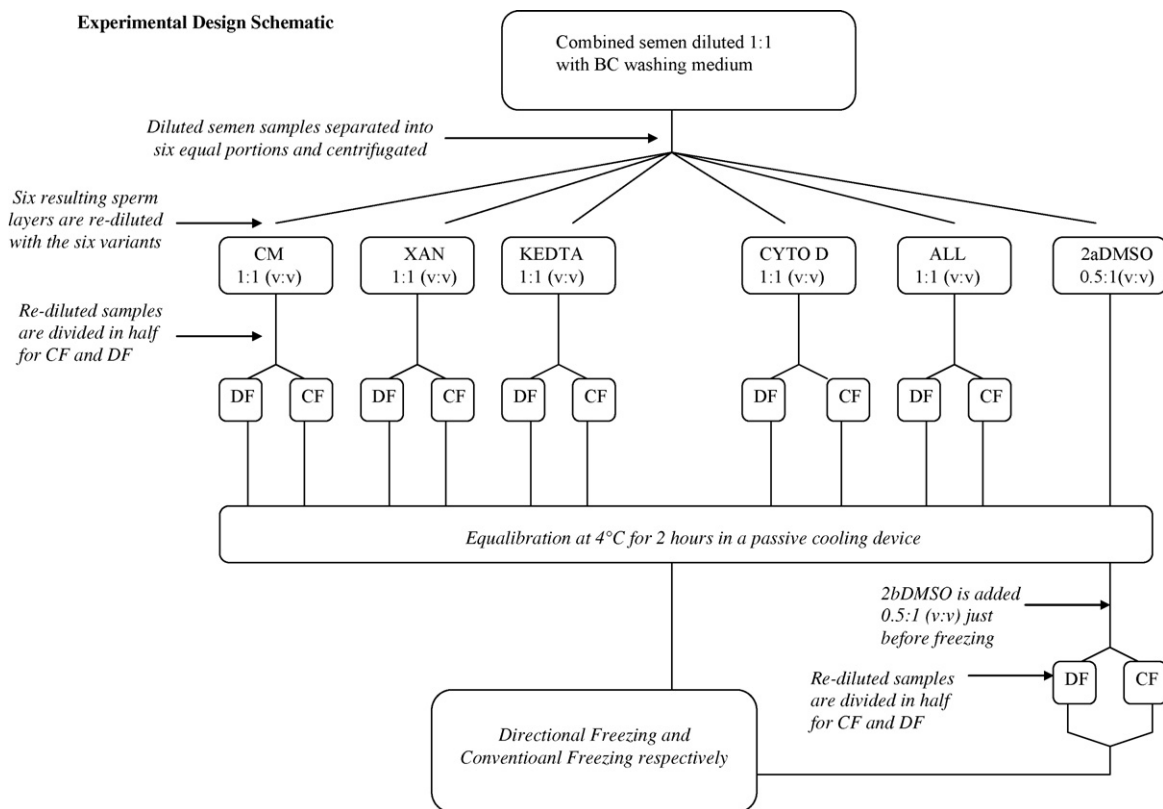 Experimental Design Schematic
Combined semen diluted 1:1
with BC washing medium
Diluted semen samples separated into
six equal portions and centrifugated
Six resulting sperm
layers are re-diluted
with the six variants
CM
1:1 (v:v)
XAN
1:1 (v:v)
KEDTA
1:1 (v:v)
CYTO D
1:1 (v:v)
ALL
1:1 (v:v)
2aDMSO
0.5:1(v:v)
Re-diluted samples
are divided in half
for CF and DF
DF
CF
DF
CF
DF
CF
DF
CF
DF
CF
Equalibration at 4°C for 2 hours in a passive cooling device
2bDMSO is added
0.5:1 (v:v) just
before freezing
Re-diluted samples
are divided in half
for CF and DF
DF
CF
Directional Freezing and
Conventioanl Freezing respectively